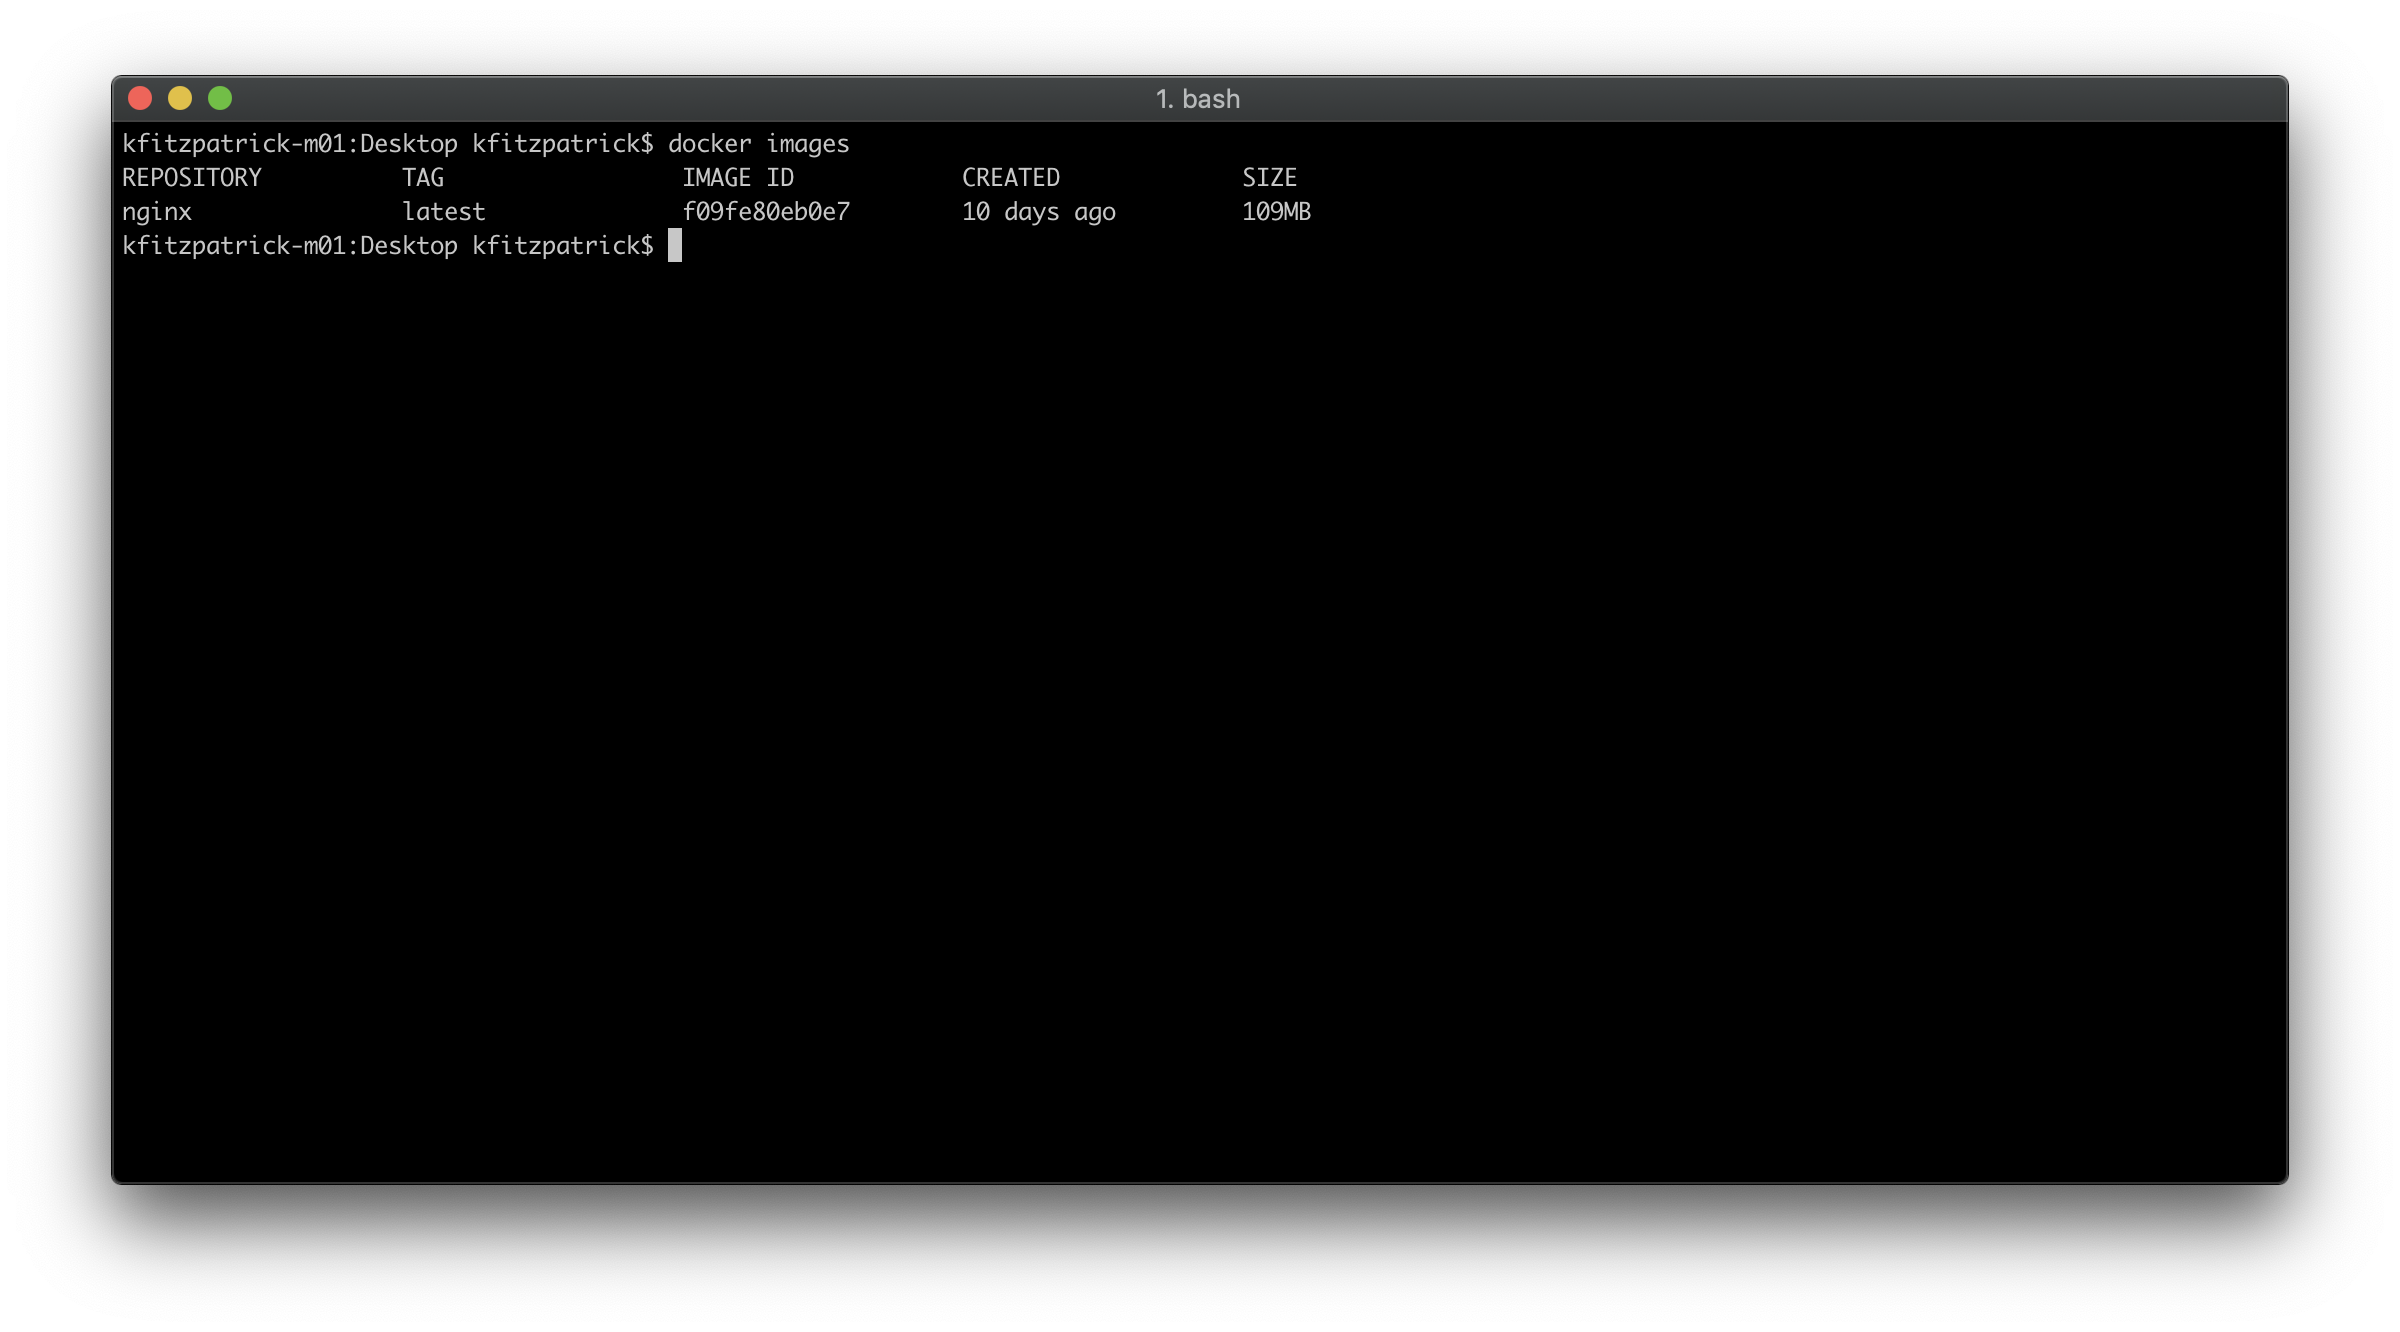 1. bash
kfitzpatrick-m01:Desktop kfitzpatrick$ docker images
REPOSITORY          TAG                 IMAGE ID            CREATED             SIZE
nginx               latest              f09fe80eb0e7        10 days ago         109MB
kfitzpatrick-m01:Desktop kfitzpatrick$